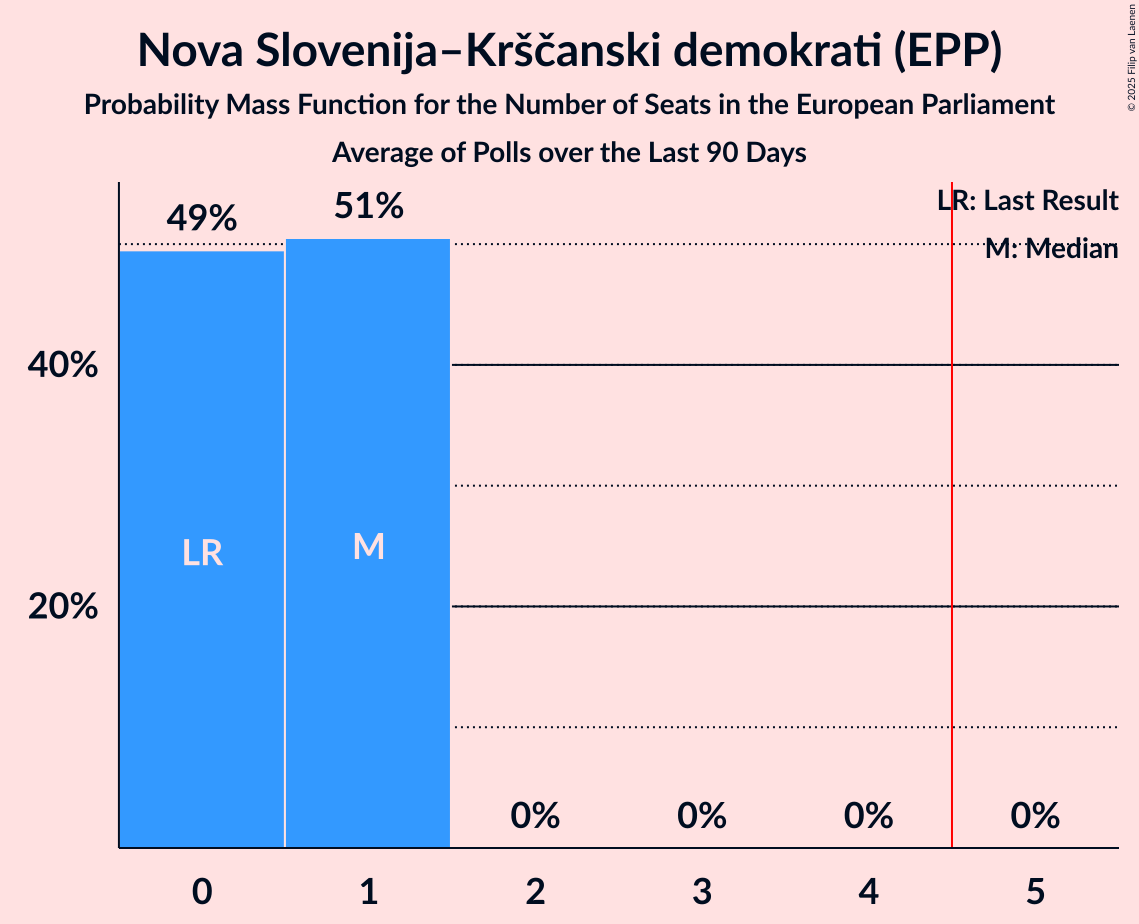 Nova Slovenija–Krščanski demokrati (EPP)
Probability Mass Function for the Number of Seats in the European Parliament
Average of Polls over the Last 90 Days
© 2025 Filip van Laenen
LR: Last Result
M: Median
49%
51%
40%
20%
LR
M
0%
0%
0%
0%
0
1
2
3
4
5